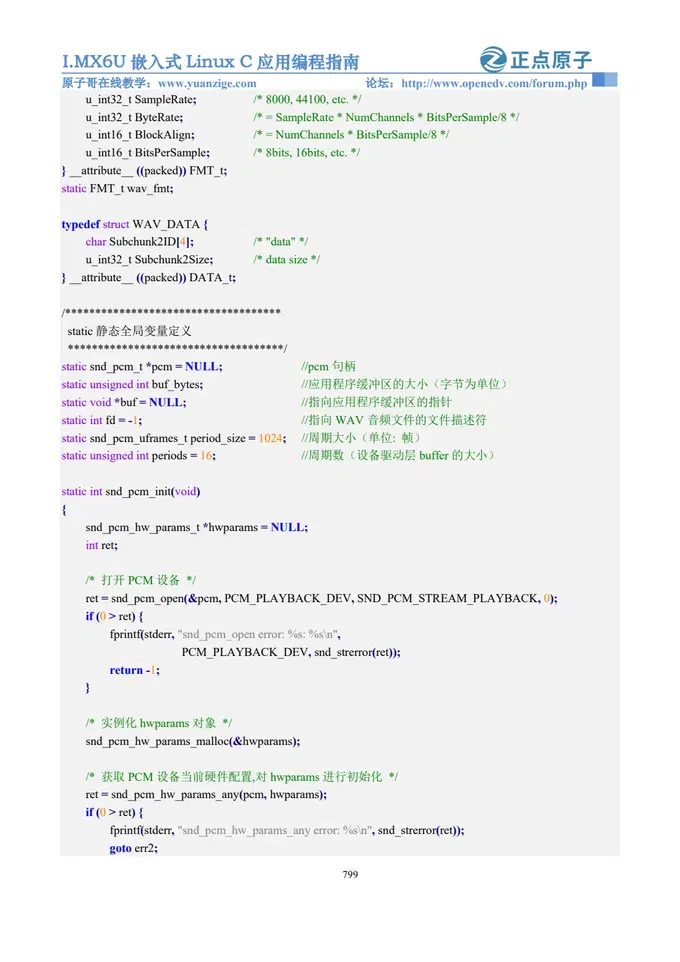 I.MX6U 嵌入式 Linux C 应用编程指南
正点原子
原子哥在线教学：www.yuanzige.com 论坛：http://www.openedv.com/forum.php
u_int32_t SampleRate; /* 8000, 44100, etc. */
u_int32_t ByteRate; /* = SampleRate * NumChannels * BitsPerSample/8 */
u_int16_t BlockAlign; /* = NumChannels * BitsPerSample/8 */
u_int16_t BitsPerSample; /* 8bits, 16bits, etc. */
} __attribute__ ((packed)) FMT_t;
static FMT_t wav_fmt;
typedef struct WAV_DATA {
char Subchunk2ID[4]; /* "data" */
u_int32_t Subchunk2Size; /* data size */
} __attribute__ ((packed)) DATA_t;
/************************************
static 静态全局变量定义
************************************/
static snd_pcm_t *pcm = NULL; //pcm 句柄
static unsigned int buf_bytes; //应用程序缓冲区的大小（字节为单位）
static void *buf = NULL; //指向应用程序缓冲区的指针
static int fd = -1; //指向 WAV 音频文件的文件描述符
static snd_pcm_uframes_t period_size = 1024; //周期大小（单位: 帧）
static unsigned int periods = 16; //周期数（设备驱动层 buffer 的大小）
static int snd_pcm_init(void)
{
snd_pcm_hw_params_t *hwparams = NULL;
int ret;
/* 打开 PCM 设备 */
ret = snd_pcm_open(&pcm, PCM_PLAYBACK_DEV, SND_PCM_STREAM_PLAYBACK, 0);
if (0 > ret) {
fprintf(stderr, "snd_pcm_open error: %s: %s\n",
PCM_PLAYBACK_DEV, snd_strerror(ret));
return -1;
}
/* 实例化 hwparams 对象 */
snd_pcm_hw_params_malloc(&hwparams);
/* 获取 PCM 设备当前硬件配置,对 hwparams 进行初始化 */
ret = snd_pcm_hw_params_any(pcm, hwparams);
if (0 > ret) {
fprintf(stderr, "snd_pcm_hw_params_any error: %s\n", snd_strerror(ret));
goto err2;
799